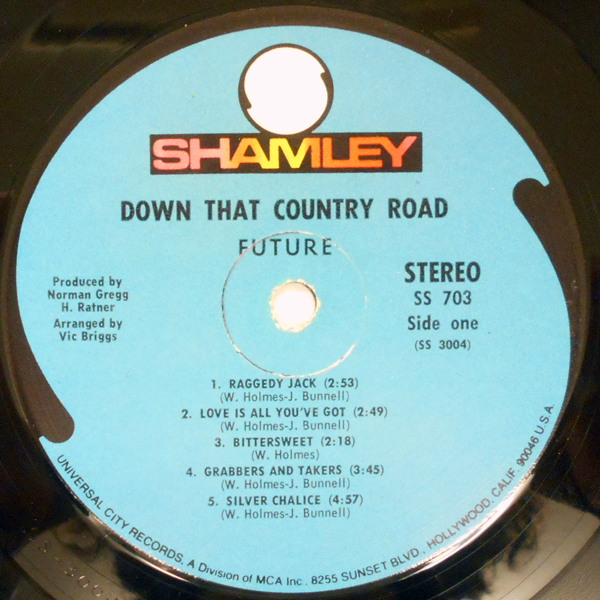 SHAMLEY
DOWN THAT COUNTRY ROAD
FUTURE
Produced by
Norman Gregg
H. Ratner
Arranged by
Vic Briggs
STEREO
SS 703
Side one
(SS 3004)
1. RAGGEDY JACK (2:53)
(W. Holmes-J. Bunnell)
2. LOVE IS ALL YOU'VE GOT (2:49)
(W. Holmes-J. Bunnell)
3. BITTERSWEET (2:18)
(W. Holmes)
4. GRABBERS AND TAKERS (3:45)
(W. Holmes-J. Bunnell)
5. SILVER CHALICE (4:57)
(W. Holmes-J. Bunnell)
UNIVERSAL CITY RECORDS, A Division of MCA Inc. 8255 SUNSET BLVD., HOLLYWOOD, CALIF. 90046 U.S.A.